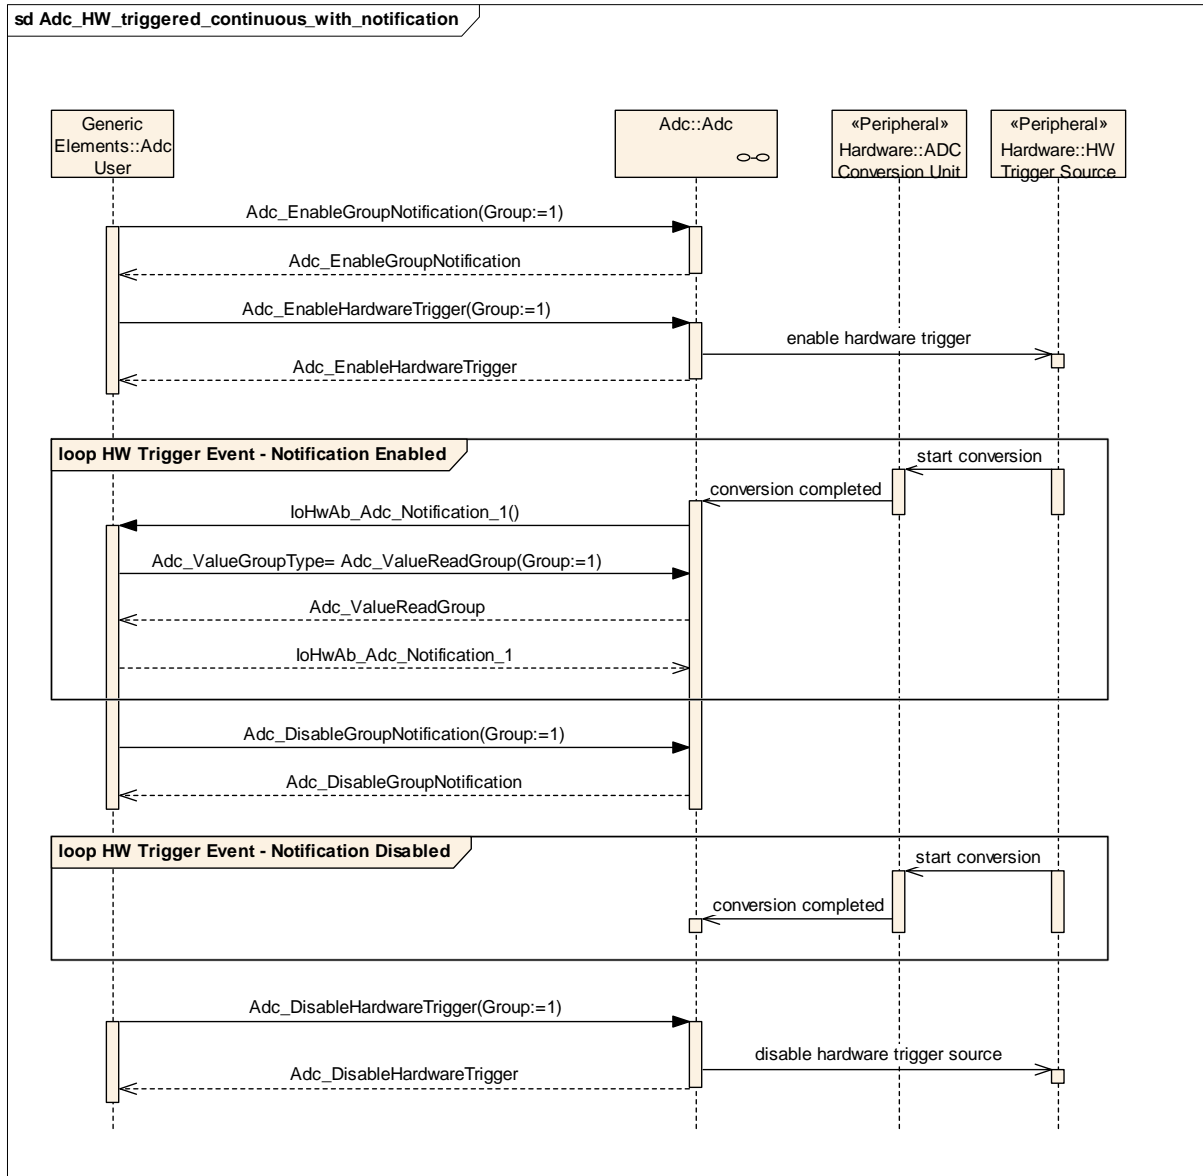 sd Adc_HW_triggered_continuous_with_notification
Generic
Elements::Adc
User
Adc::Adc
«Peripheral»
Hardware::ADC
Conversion Unit
«Peripheral»
Hardware::HW
Trigger Source
Adc_EnableGroupNotification(Group:=1)
Adc_EnableGroupNotification
Adc_EnableHardwareTrigger(Group:=1)
enable hardware trigger
Adc_EnableHardwareTrigger
loop HW Trigger Event - Notification Enabled
start conversion
conversion completed
IoHwAb_Adc_Notification_1()
Adc_ValueGroupType= Adc_ValueReadGroup(Group:=1)
Adc_ValueReadGroup
IoHwAb_Adc_Notification_1
Adc_DisableGroupNotification(Group:=1)
Adc_DisableGroupNotification
loop HW Trigger Event - Notification Disabled
start conversion
conversion completed
Adc_DisableHardwareTrigger(Group:=1)
disable hardware trigger source
Adc_DisableHardwareTrigger